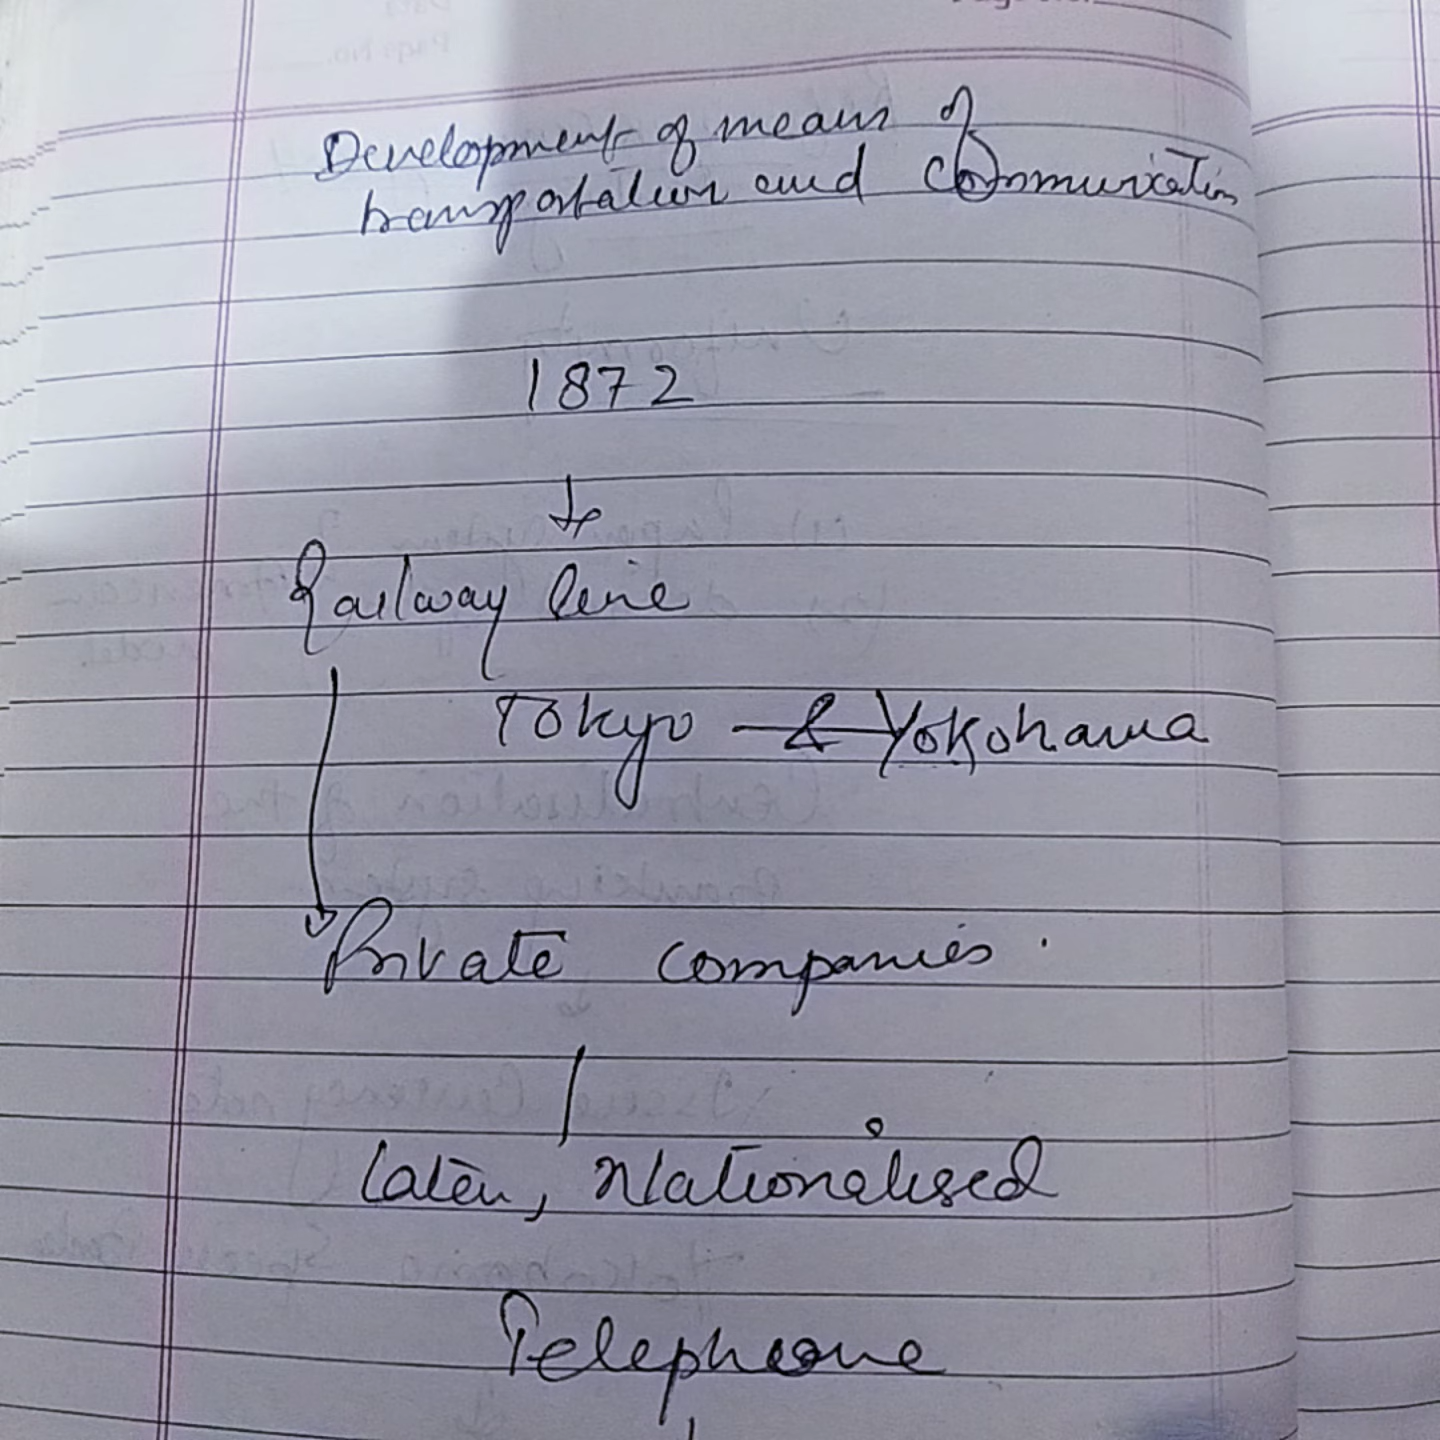 Development of means of
transportation and Communication
1872
Railway line
Tokyo - & Yokohama
Private companies.
Later, Nationalised
Telephone